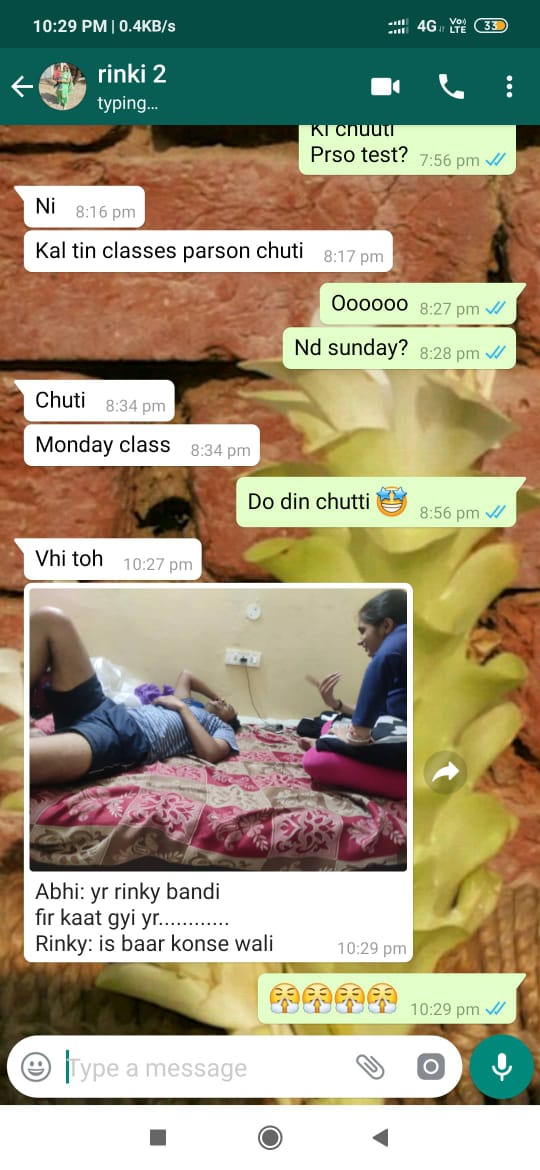 10:29 PM | 0.4KB/s
4G
Vo)
LTE
33
rinki 2
typing...
Ki chuuti
Prso test? 7:56 pm
Ni 8:16 pm
Kal tin classes parson chuti 8:17 pm
Oooooo 8:27 pm
Nd sunday? 8:28 pm
Chuti 8:34 pm
Monday class 8:34 pm
Do din chutti 🤩 8:56 pm
Vhi toh 10:27 pm
Abhi: yr rinky bandi
fir kaat gyi yr............
Rinky: is baar konse wali 10:29 pm
😤😤😤😤 10:29 pm
Type a message